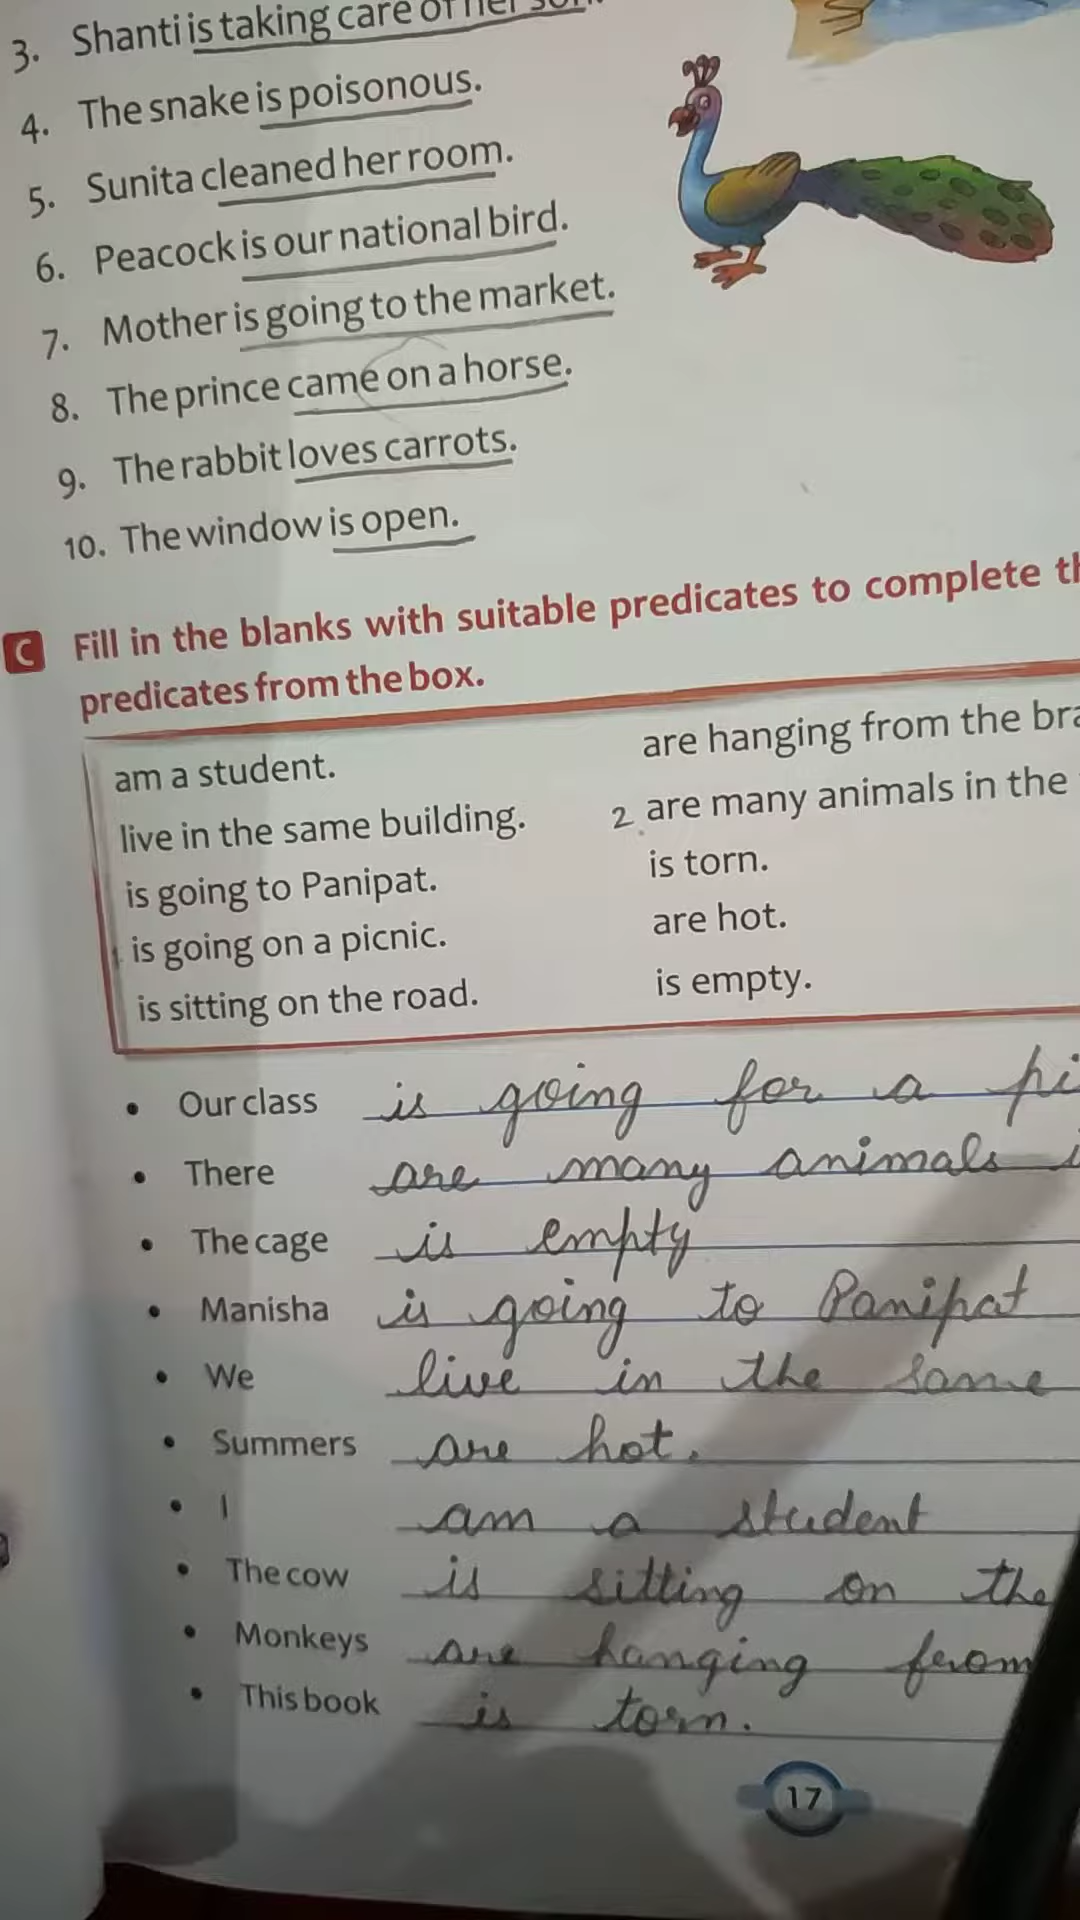 3. Shanti is taking care of her son.
4. The snake is poisonous.
5. Sunita cleaned her room.
6. Peacock is our national bird.
7. Mother is going to the market.
8. The prince came on a horse.
9. The rabbit loves carrots.
10. The window is open.
C Fill in the blanks with suitable predicates to complete
predicates from the box.
am a student. are hanging from the
live in the same building. 2 are many animals in the
is going to Panipat. is torn.
1 is going on a picnic. are hot.
is sitting on the road. is empty.
• Our class is going for a
• There are many animals
• The cage is empty
• Manisha is going to Panipat
• We live in the same
• Summers are hot.
• I am a student
• The cow is sitting on the
• Monkeys are hanging from
• This book is torn.
17